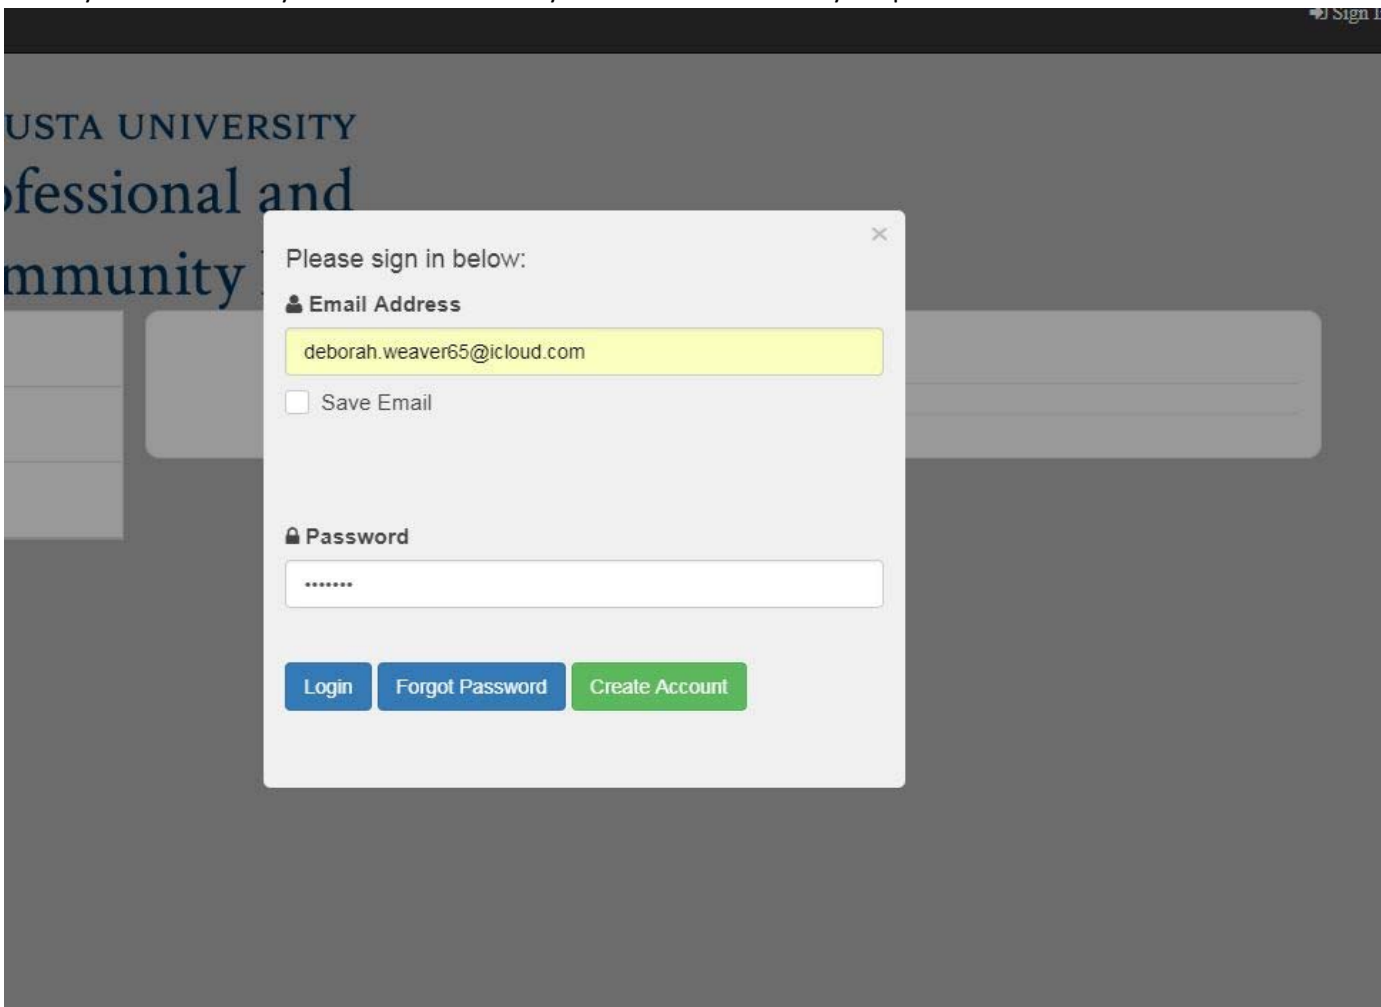 Sign I
USTA UNIVERSITY
ofessional and
mmunity
Please sign in below:
×
Email Address
deborah.weaver65@icloud.com
Save Email
Password
•••••••
Login Forgot Password Create Account